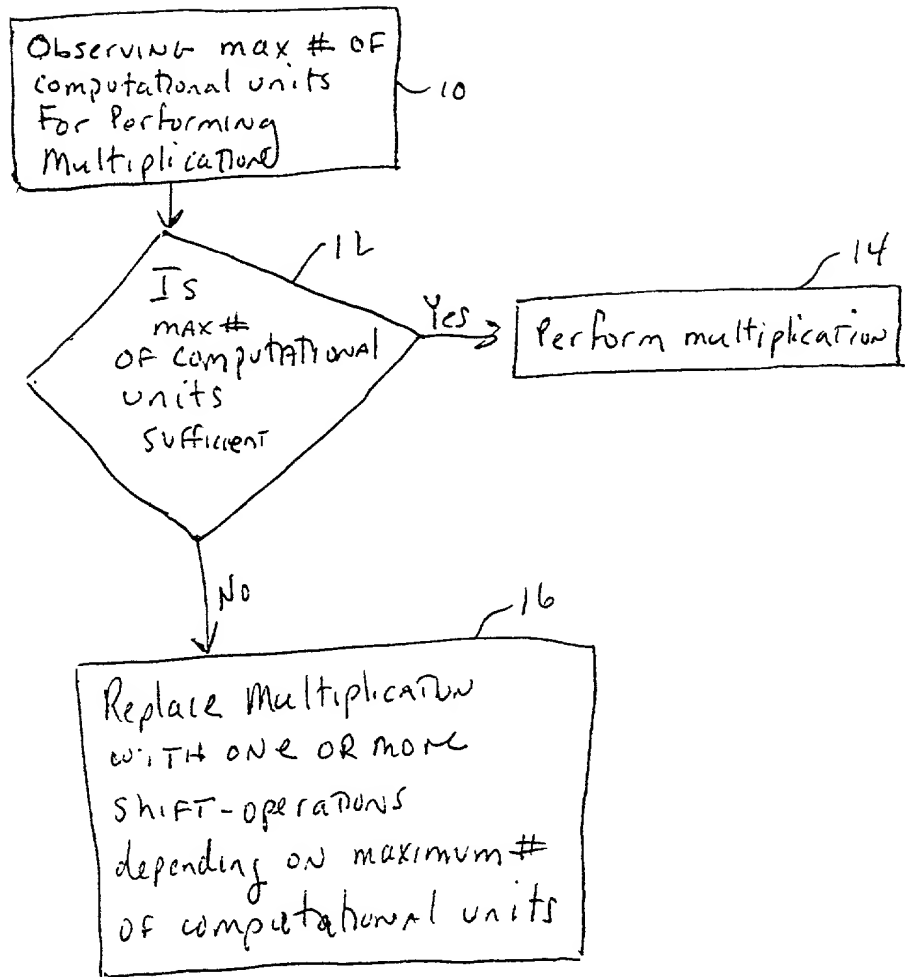 Observing max # OF
computational units
For Performing
Multiplications
10
12
Is
max #
OF computational
units
sufficient
Yes
14
Perform multiplication
No
16
Replace Multiplication
with one or more
shift-operations
depending on maximum #
of computational units